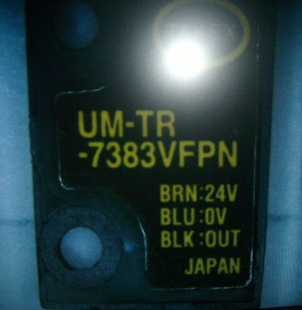 UM-TR
-7383VFPN
BRN:24V
BLU:0V
BLK:OUT
JAPAN